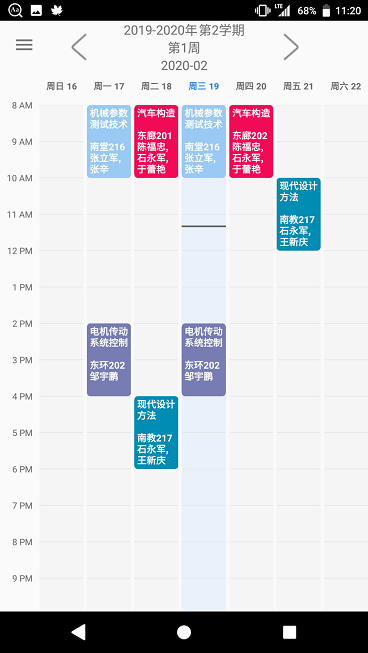 Aa
LTE
68%
11:20
2019-2020年第2学期
第1周
2020-02
周日 16
周一 17
周二 18
周三 19
周四 20
周五 21
周六 22
8 AM
9 AM
10 AM
11 AM
12 PM
1 PM
2 PM
3 PM
4 PM
5 PM
6 PM
7 PM
8 PM
9 PM
机械参数
测试技术
南堂216
张立军,
张辛
电机传动
系统控制
东环202
邹宇鹏
汽车构造
东廊201
陈福忠,
石永军,
于蕾艳
现代设计
方法
南教217
石永军,
王新庆
机械参数
测试技术
南堂216
张立军,
张辛
电机传动
系统控制
东环202
邹宇鹏
汽车构造
东廊202
陈福忠,
石永军,
于蕾艳
现代设计
方法
南教217
石永军,
王新庆